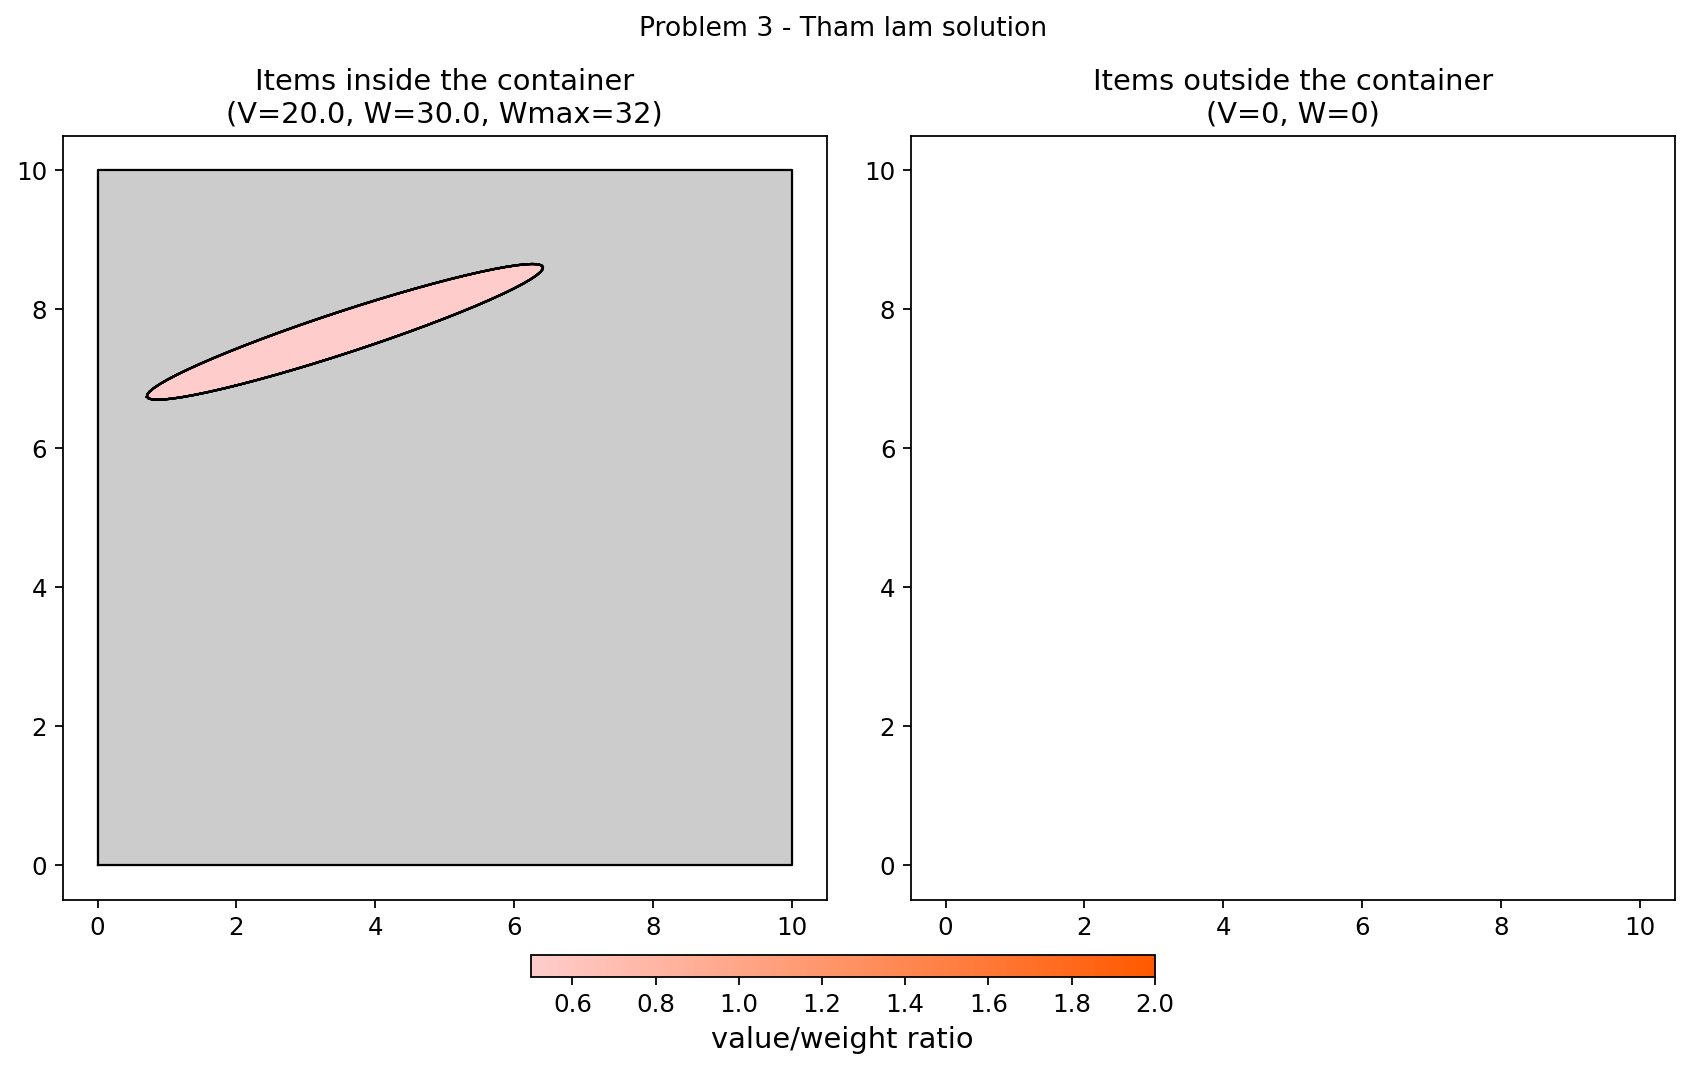 Problem 3 - Tham lam solution
Items inside the container
(V=20.0, W=30.0, Wmax=32)
Items outside the container
(V=0, W=0)
10
8
6
4
2
0
0 2 4 6 8 10
10
8
6
4
2
0
0 2 4 6 8 10
0.6 0.8 1.0 1.2 1.4 1.6 1.8 2.0
value/weight ratio